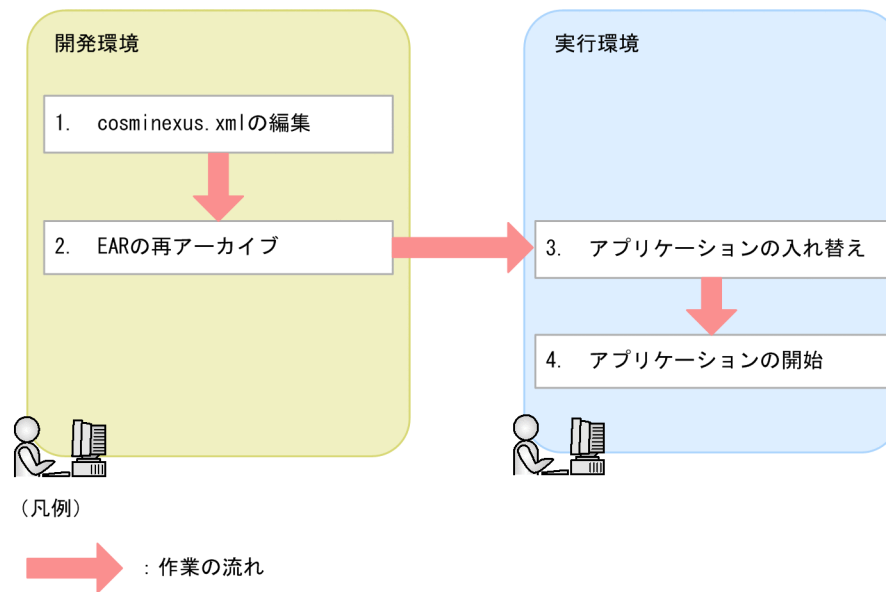 開発環境
1. cosminexus.xmlの編集
2. EARの再アーカイブ
実行環境
3. アプリケーションの入れ替え
4. アプリケーションの開始
(凡例)
：作業の流れ